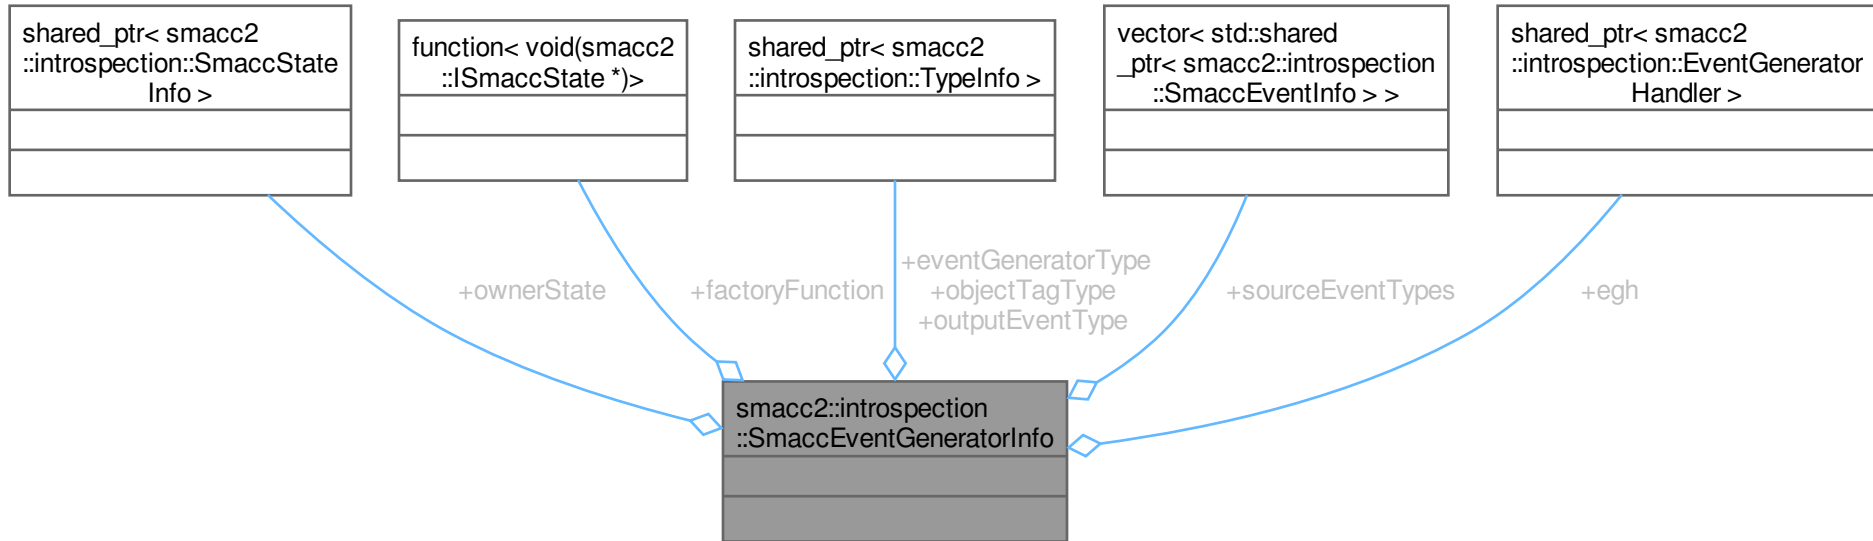 shared_ptr< smacc2
::introspection::SmaccState
Info >
function< void(smacc2
::ISmaccState *)>
shared_ptr< smacc2
::introspection::TypeInfo >
vector< std::shared
_ptr< smacc2::introspection
::SmaccEventInfo > >
shared_ptr< smacc2
::introspection::EventGenerator
Handler >
+ownerState
+factoryFunction
+eventGeneratorType
+objectTagType
+outputEventType
+sourceEventTypes
+egh
smacc2::introspection
::SmaccEventGeneratorInfo